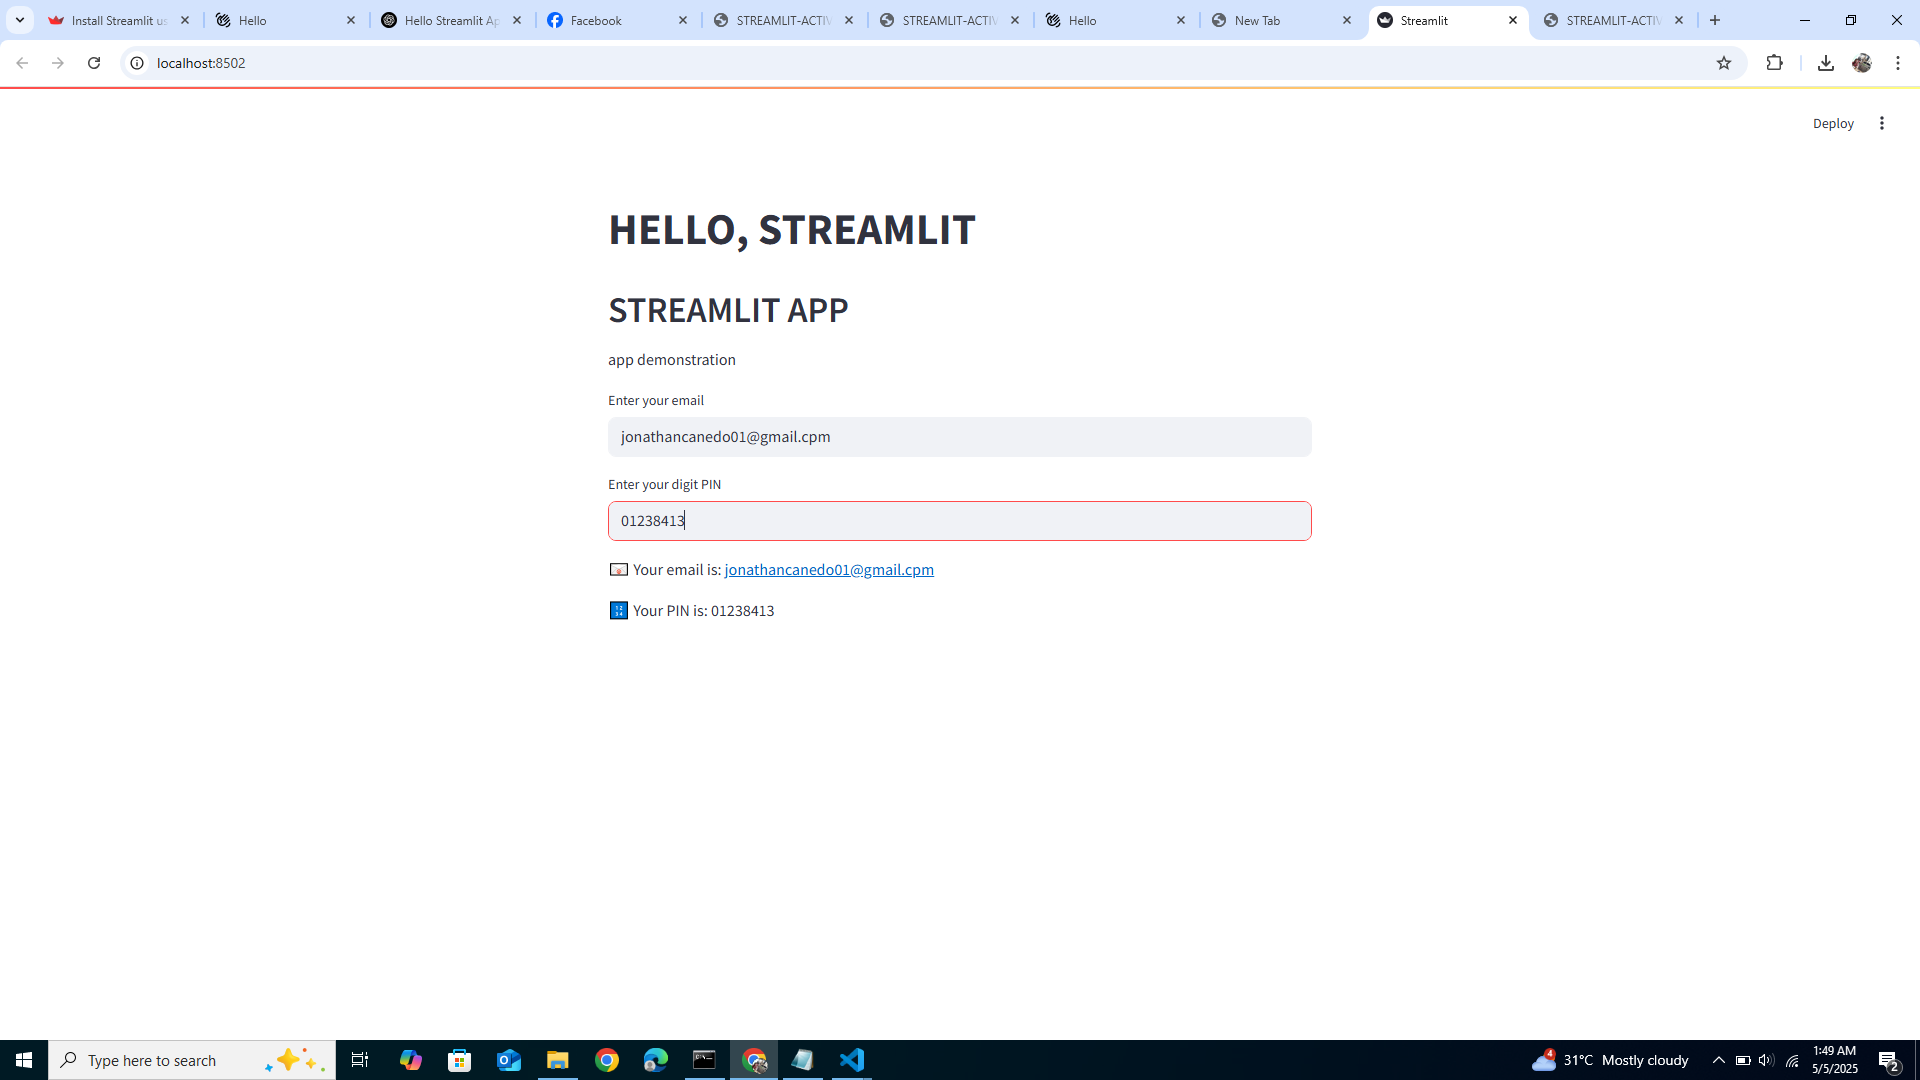 Install Streamlit us
Hello
Hello Streamlit Ap
Facebook
STREAMLIT-ACTIV
STREAMLIT-ACTIV
Hello
New Tab
Streamlit
STREAMLIT-ACTIV
localhost:8502
Deploy
HELLO, STREAMLIT
STREAMLIT APP
app demonstration
Enter your email
jonathancanedo01@gmail.cpm
Enter your digit PIN
01238413
Your email is: jonathancanedo01@gmail.cpm
Your PIN is: 01238413
Type here to search
4
31°C Mostly cloudy
1:49 AM
5/5/2025
2